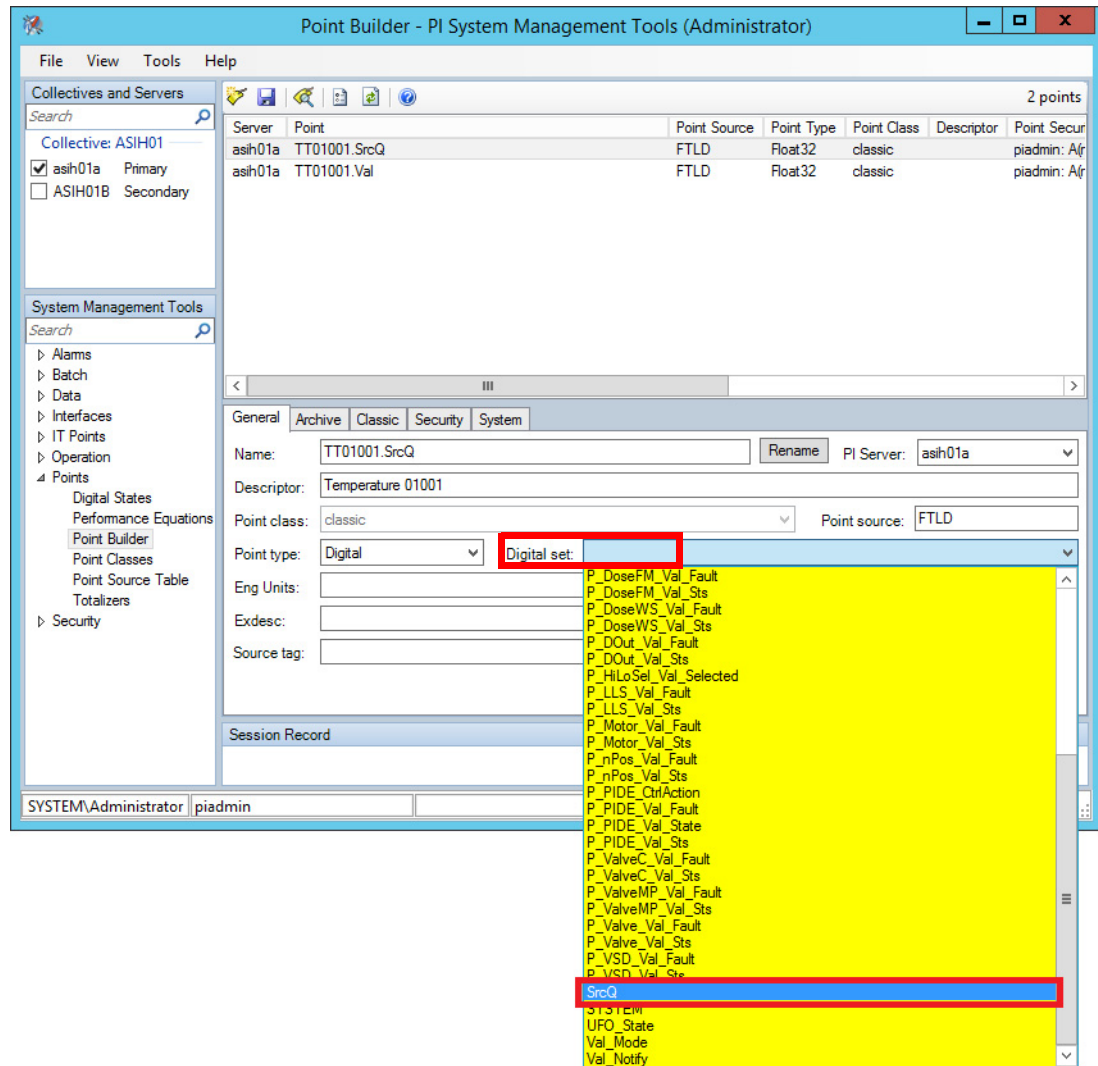 Point Builder - PI System Management Tools (Administrator)
File View Tools Help
Collectives and Servers
Search
Collective: ASIH01
asih01a Primary
ASIH01B Secondary
2 points
Server Point Point Source Point Type Point Class Descriptor Point Secur
asih01a TT01001.SrcQ FTLD Float32 classic piadmin: A(r
asih01a TT01001.Val FTLD Float32 classic piadmin: A(r
System Management Tools
Search
Alarms
Batch
Data
Interfaces
IT Points
Operation
Points
Digital States
Performance Equations
Point Builder
Point Classes
Point Source Table
Totalizers
Security
General Archive Classic Security System
Name: TT01001.SrcQ Rename PI Server: asih01a
Descriptor: Temperature 01001
Point class: classic Point source: FTLD
Point type: Digital Digital set:
Eng Units:
Exdesc:
Source tag:
P_DoseFM_Val_Fault
P_DoseFM_Val_Sts
P_DoseWS_Val_Fault
P_DoseWS_Val_Sts
P_DOut_Val_Fault
P_DOut_Val_Sts
P_HiLoSel_Val_Selected
P_LLS_Val_Fault
P_LLS_Val_Sts
P_Motor_Val_Fault
P_Motor_Val_Sts
P_nPos_Val_Fault
P_nPos_Val_Sts
P_PIDE_CtrlAction
P_PIDE_Val_Fault
P_PIDE_Val_State
P_PIDE_Val_Sts
P_ValveC_Val_Fault
P_ValveC_Val_Sts
P_ValveMP_Val_Fault
P_ValveMP_Val_Sts
P_Valve_Val_Fault
P_Valve_Val_Sts
P_VSD_Val_Fault
P_VSD_Val_Sts
SrcQ
SYSTEM
UFO_State
Val_Mode
Val_Notify
Session Record
SYSTEM\Administrator piadmin